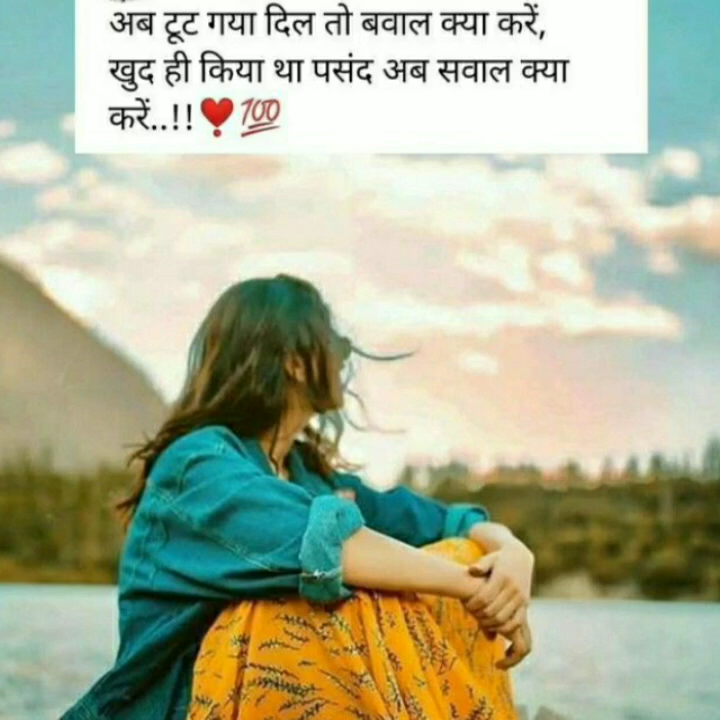 अब टूट गया दिल तो बवाल क्या करें,
खुद ही किया था पसंद अब सवाल क्या
करें..!!❣️💯